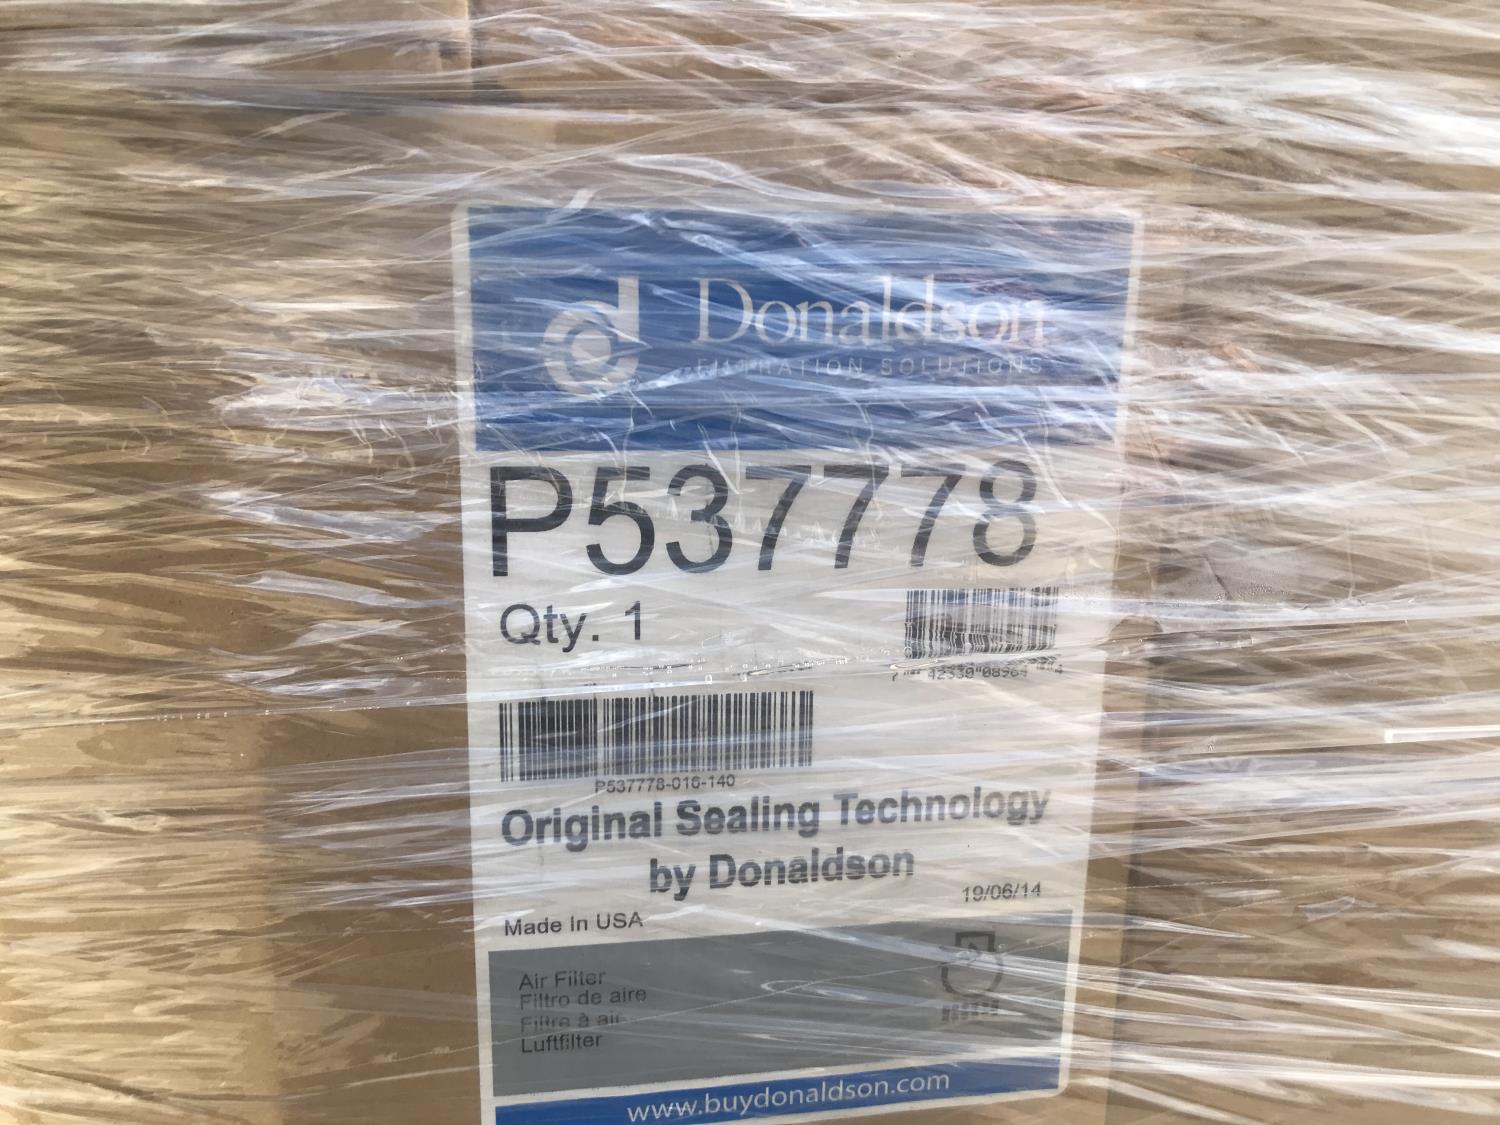 Donaldson
FILTRATION SOLUTIONS
P537778
Qty. 1
P537778-016-140
Original Sealing Technology
by Donaldson
19/06/14
Made In USA
Air Filter
Filtro de aire
Filtre à air
Luftfilter
www.buydonaldson.com